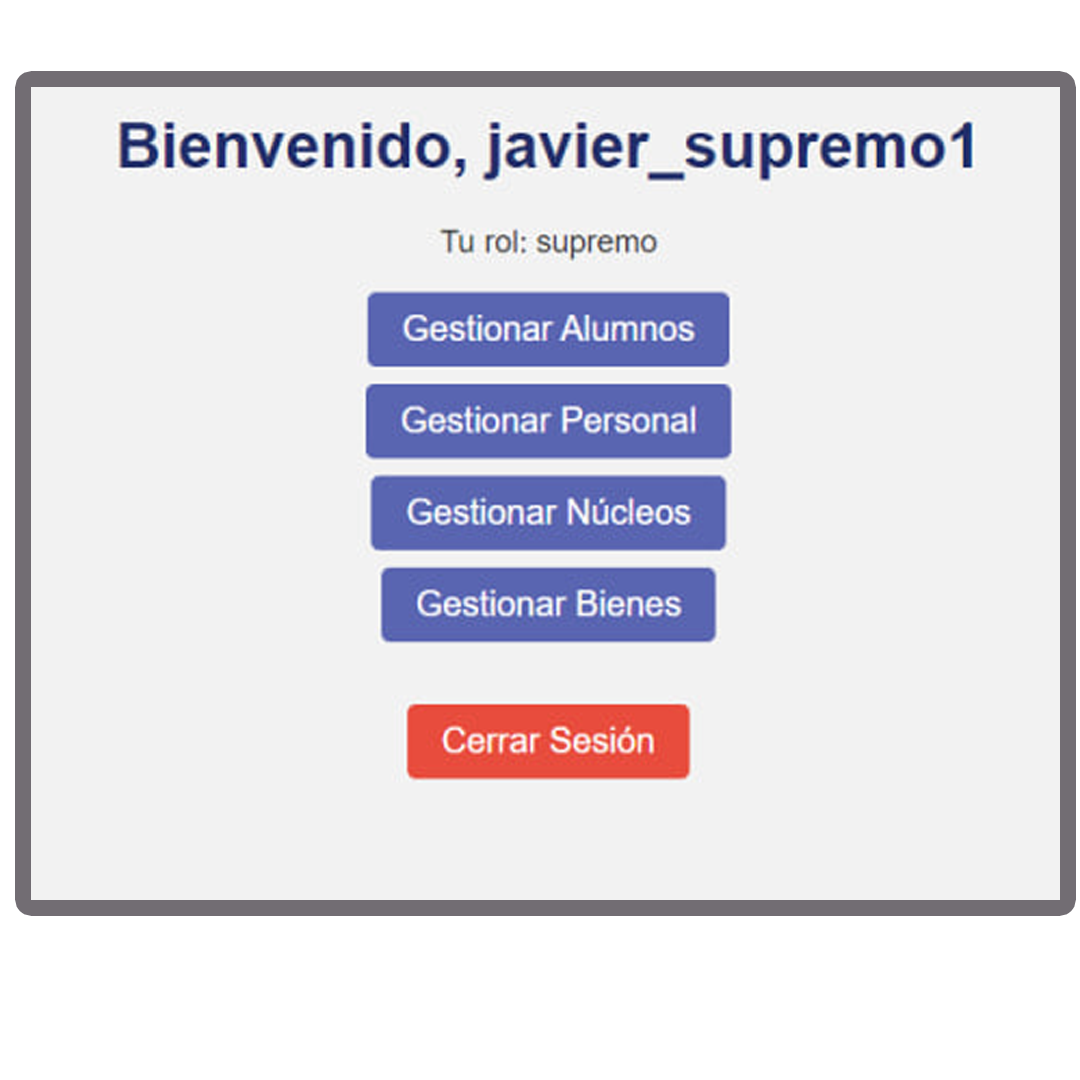 Bienvenido, javier_supremo1
Tu rol: supremo
Gestionar Alumnos
Gestionar Personal
Gestionar Núcleos
Gestionar Bienes
Cerrar Sesión